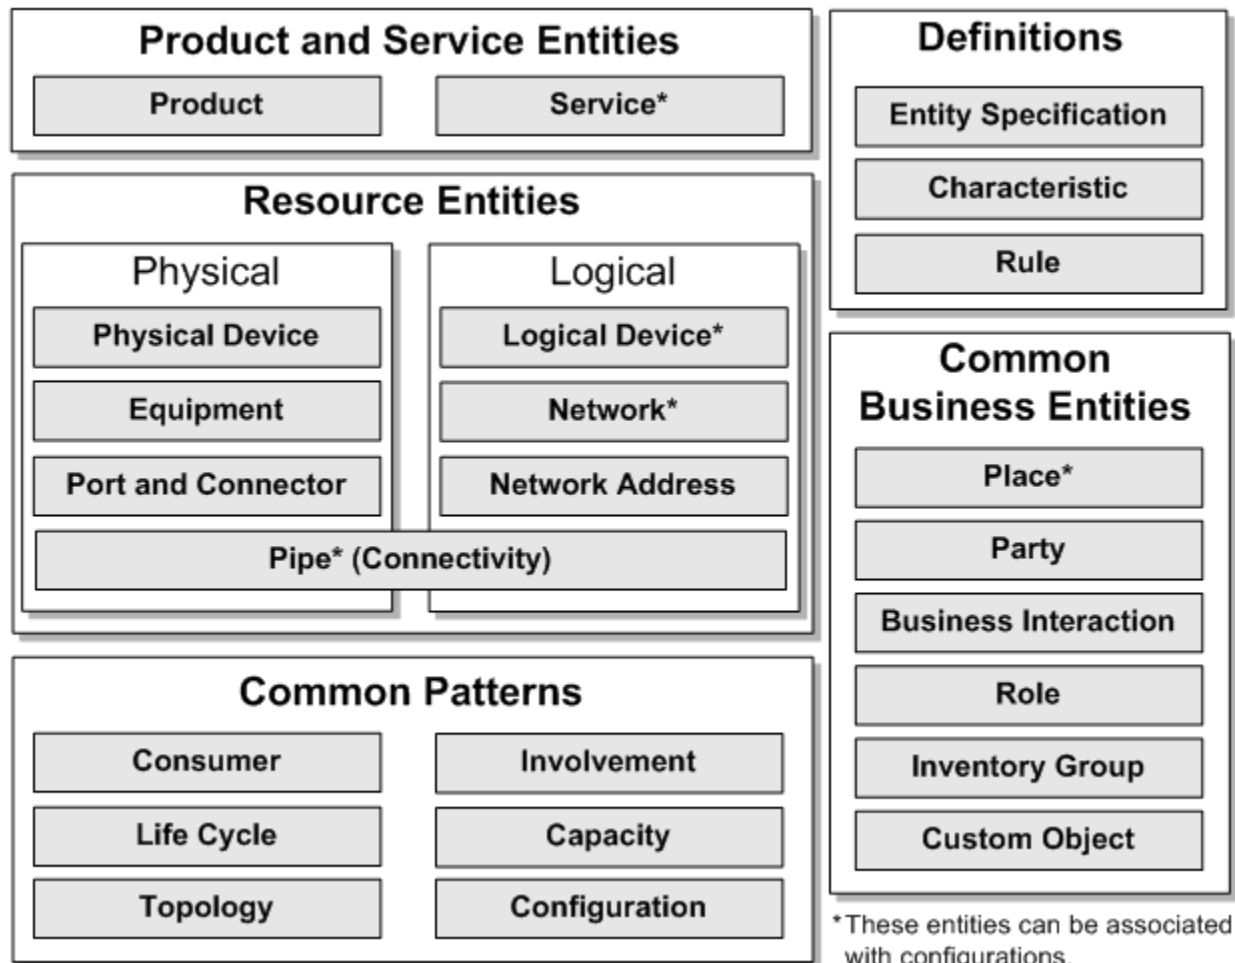 Product and Service Entities
Product
Service*
Resource Entities
Physical
Physical Device
Equipment
Port and Connector
Logical
Logical Device*
Network*
Network Address
Pipe* (Connectivity)
Common Patterns
Consumer
Involvement
Life Cycle
Capacity
Topology
Configuration
Definitions
Entity Specification
Characteristic
Rule
Common
Business Entities
Place*
Party
Business Interaction
Role
Inventory Group
Custom Object
*These entities can be associated
with configurations.